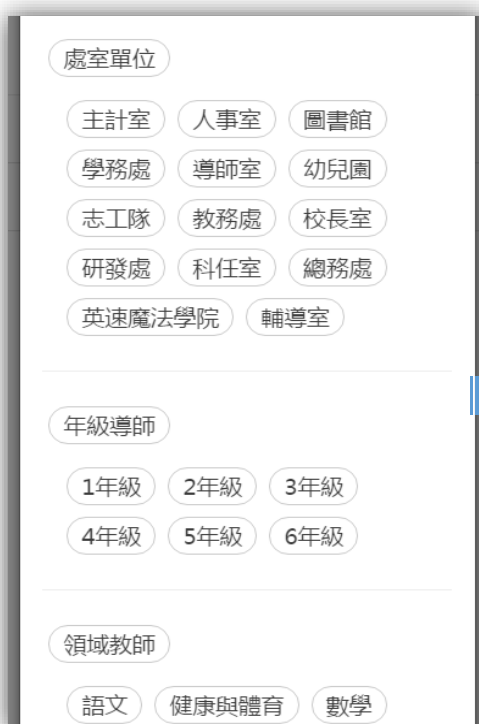 處室單位
主計室 人事室 圖書館
學務處 導師室 幼兒園
志工隊 教務處 校長室
研發處 科任室 總務處
英速魔法學院 輔導室
年級導師
1年級 2年級 3年級
4年級 5年級 6年級
領域教師
語文 健康與體育 數學